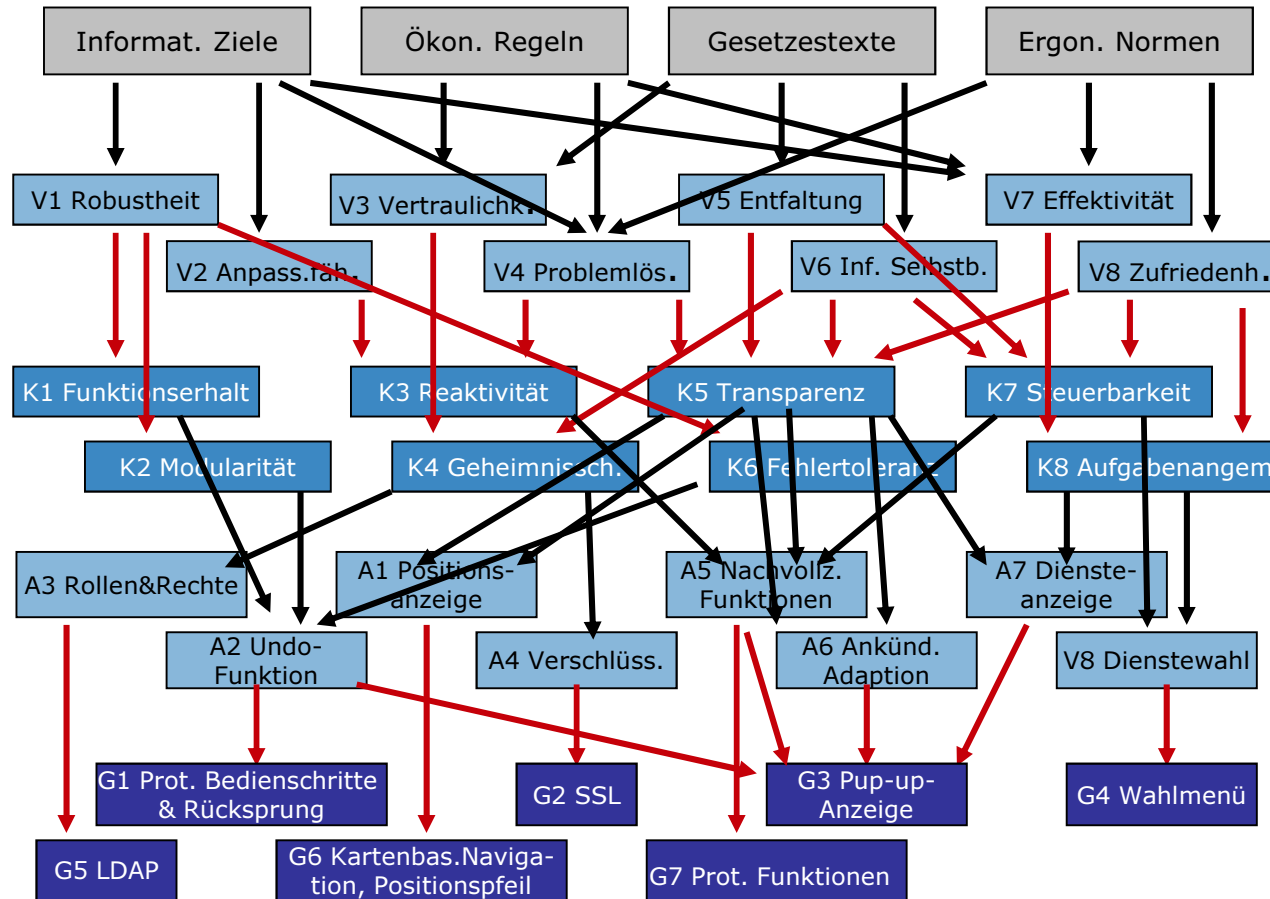 Informat. Ziele
Ökon. Regeln
Gesetzestexte
Ergon. Normen
V1 Robustheit
V3 Vertraulichk.
V5 Entfaltung
V7 Effektivität
V2 Anpass.fäh.
V4 Problemlös.
V6 Inf. Selbstb.
V8 Zufriedenh.
K1 Funktionserhalt
K3 Reaktivität
K5 Transparenz
K7 Steuerbarkeit
K2 Modularität
K4 Geheimnissch.
K6 Fehlertoleranz
K8 Aufgabenangem
A3 Rollen&Rechte
A1 Positions-
anzeige
A5 Nachvollz.
Funktionen
A7 Dienste-
anzeige
A2 Undo-
Funktion
A4 Verschlüss.
A6 Ankünd.
Adaption
V8 Dienstewahl
G1 Prot. Bedienschritte
& Rücksprung
G2 SSL
G3 Pup-up-
Anzeige
G4 Wahlmenü
G5 LDAP
G6 Kartenbas.Naviga-
tion, Positionspfeil
G7 Prot. Funktionen